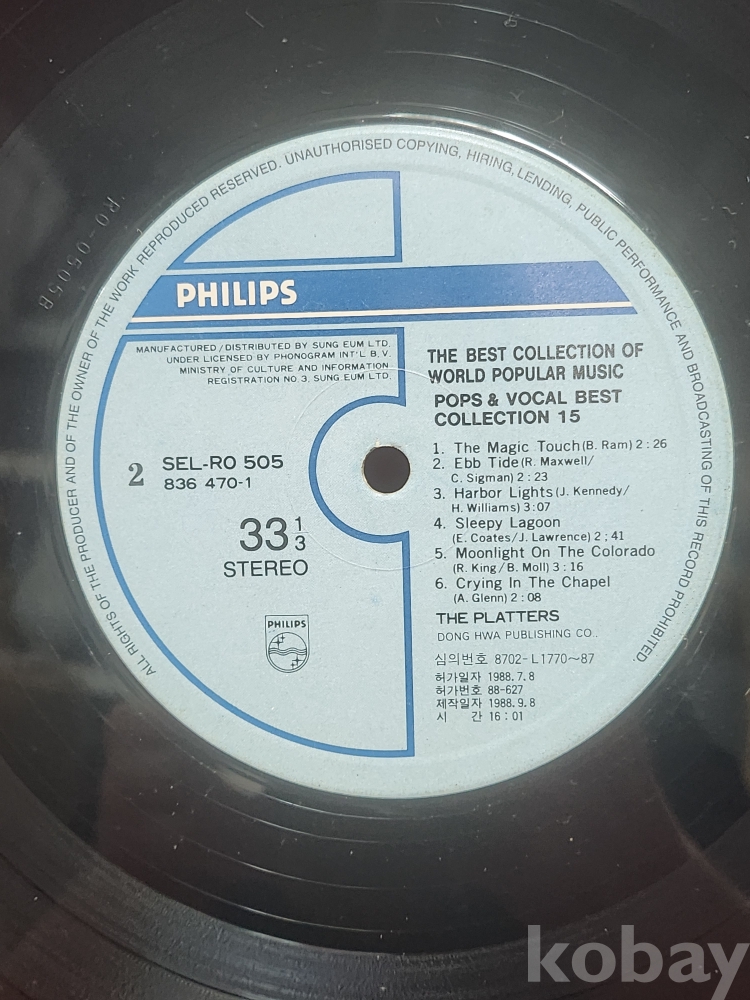 ALL RIGHTS OF THE PRODUCER AND OF THE OWNER OF THE WORK REPRODUCED RESERVED. UNAUTHORISED COPYING, HIRING, LENDING, PUBLIC PERFORMANCE AND BROADCASTING OF THIS RECORD PROHIBITED.
RO-0505B
PHILIPS
MANUFACTURED/DISTRIBUTED BY SUNG EUM LTD.
UNDER LICENSED BY PHONOGRAM INT'L B.V.
MINISTRY OF CULTURE AND INFORMATION
REGISTRATION NO.3, SUNG EUM LTD.
2
SEL-RO 505
836 470-1
33 1/3
STEREO
PHILIPS
THE BEST COLLECTION OF
WORLD POPULAR MUSIC
POPS & VOCAL BEST
COLLECTION 15
1. The Magic Touch (B. Ram) 2:26
2. Ebb Tide (R. Maxwell/
C. Sigman) 2:23
3. Harbor Lights (J. Kennedy/
H. Williams) 3:07
4. Sleepy Lagoon
(E. Coates/J. Lawrence) 2;41
5. Moonlight On The Colorado
(R. King/B. Moll) 3:16
6. Crying In The Chapel
(A. Glenn) 2:08
THE PLATTERS
DONG HWA PUBLISHING CO..
심의번호 8702-L1770~87
허가일자 1988.7.8
허가번호 88-627
제작일자 1988.9.8
시 간 16:01
kobay